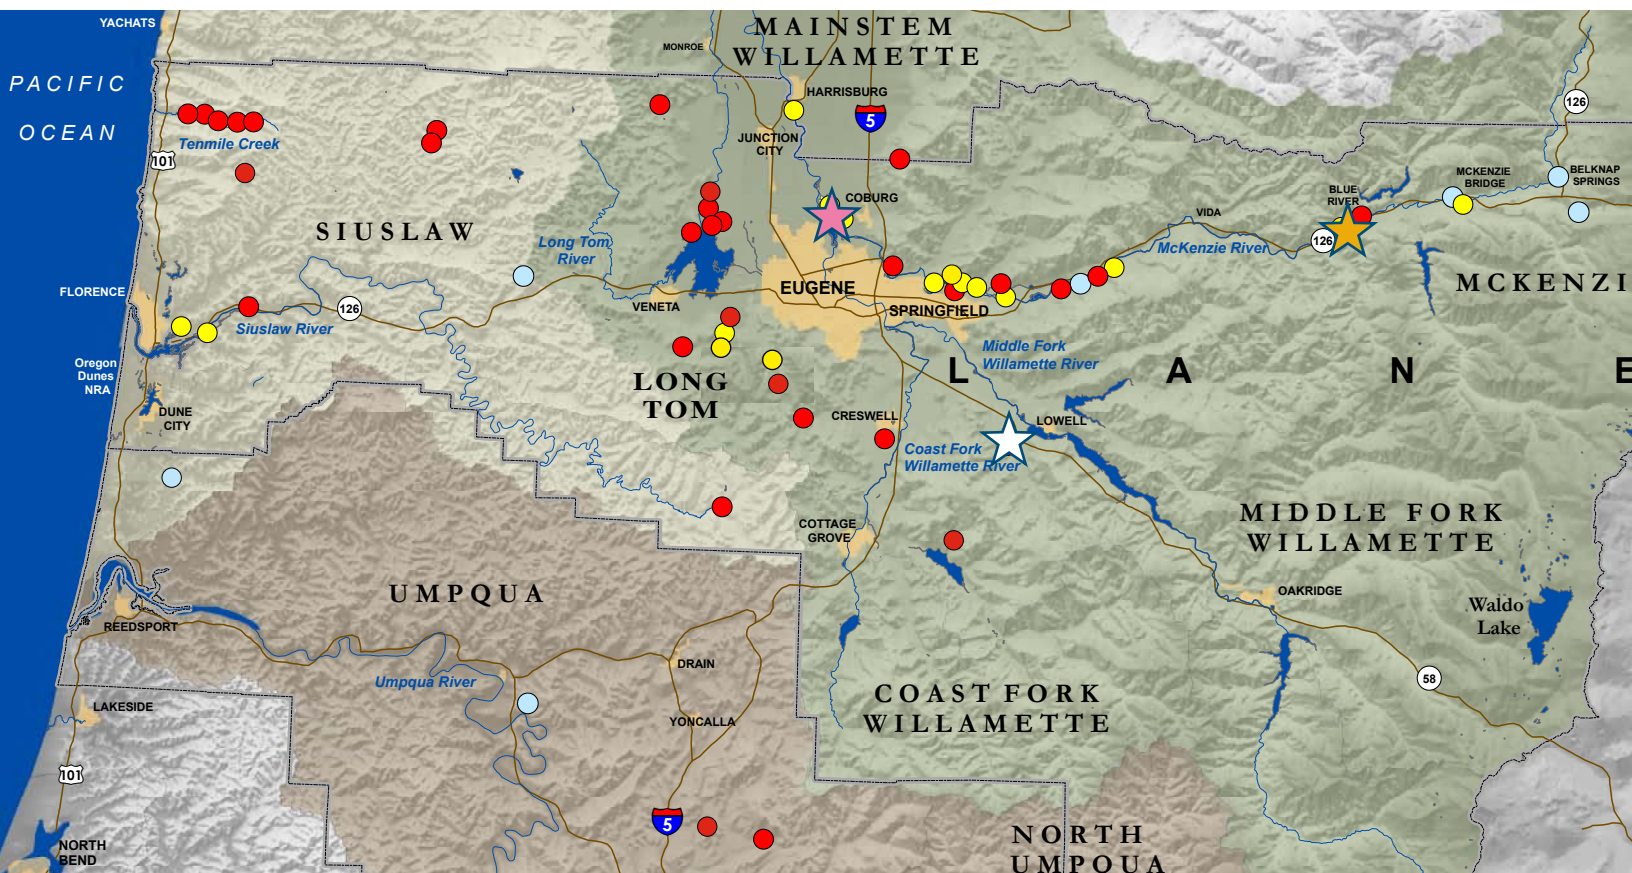 YACHATS
MAINSTEM
WILLAMETTE
MONROE
PACIFIC
OCEAN
HARRISBURG
5
126
JUNCTION
CITY
Tenmile Creek
101
MCKENZIE
BRIDGE
BELKNAP
SPRINGS
BLUE
RIVER
COBURG
VIDA
SIUSLAW
Long Tom
River
126
McKenzie River
MCKENZI
FLORENCE
VENETA
EUGENE
SPRINGFIELD
126
Siuslaw River
Middle Fork
Willamette River
Oregon
Dunes
NRA
L A N E
LONG
TOM
DUNE
CITY
CRESWELL
LOWELL
Coast Fork
Willamette River
COTTAGE
GROVE
MIDDLE FORK
WILLAMETTE
UMPQUA
OAKRIDGE
Waldo
Lake
REEDSPORT
DRAIN
Umpqua River
58
COAST FORK
WILLAMETTE
LAKESIDE
YONCALLA
101
5
NORTH
BEND
NORTH
UMPQUA